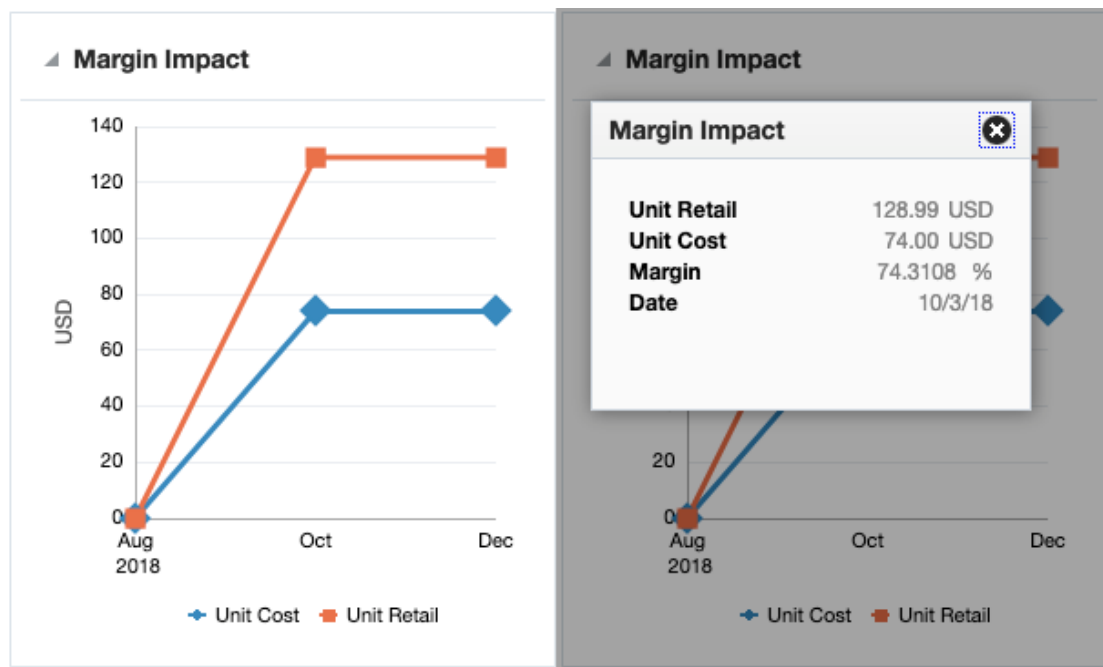 Margin Impact
140
120
100
80
60
40
20
0
USD
Aug
2018
Oct
Dec
Unit Cost
Unit Retail
Margin Impact
Margin Impact
Unit Retail 128.99 USD
Unit Cost 74.00 USD
Margin 74.3108 %
Date 10/3/18
20
0
Aug
2018
Oct
Dec
Unit Cost
Unit Retail